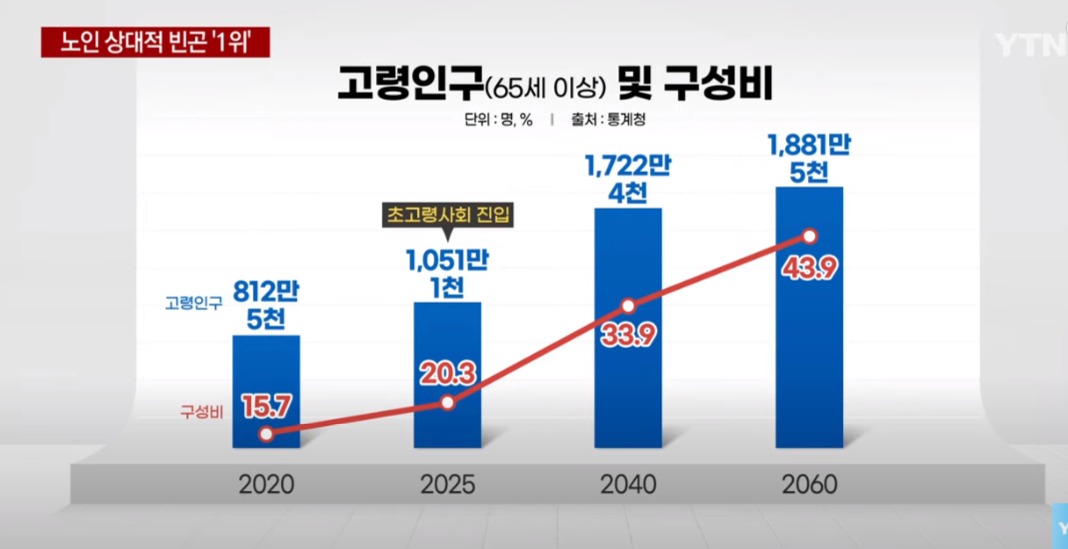 노인 상대적 빈곤 '1위'
YTN
고령인구(65세 이상) 및 구성비
단위 : 명, % | 출처 : 통계청
1,881만
5천
1,722만
4천
초고령사회 진입
1,051만
1천
고령인구
812만
5천
43.9
33.9
20.3
구성비
15.7
2020 2025 2040 2060
Y